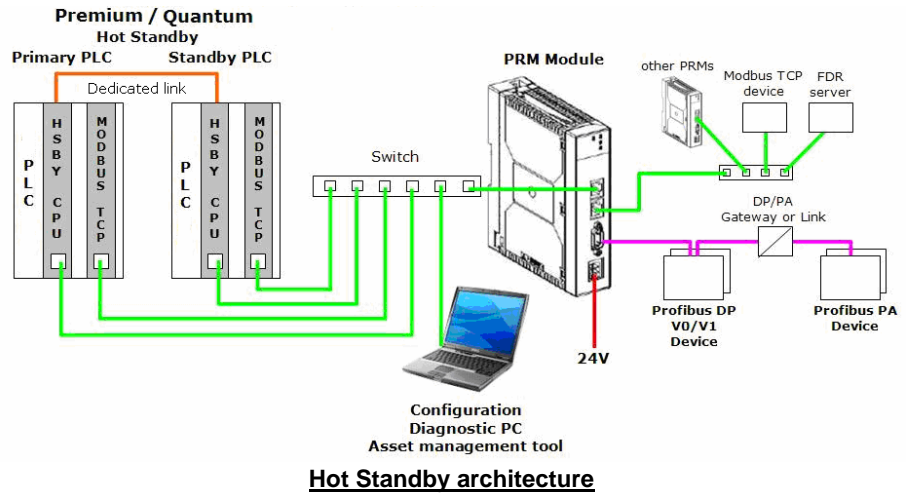 Premium / Quantum
Hot Standby
Primary PLC
Standby PLC
Dedicated link
PLC
HSBY CPU
MODBUS TCP
PLC
HSBY CPU
MODBUS TCP
Switch
PRM Module
other PRMs
Modbus TCP
device
FDR
server
DP/PA
Gateway or Link
Profibus DP
V0/V1
Device
Profibus PA
Device
24V
Configuration
Diagnostic PC
Asset management tool
Hot Standby architecture